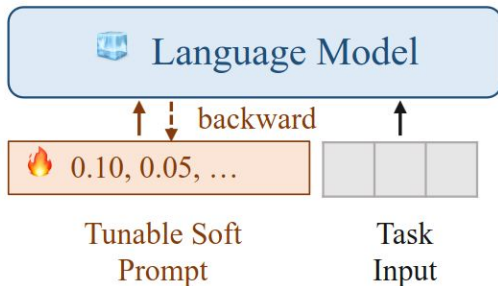 Language Model
backward
0.10, 0.05, …
Tunable Soft
Prompt
Task
Input